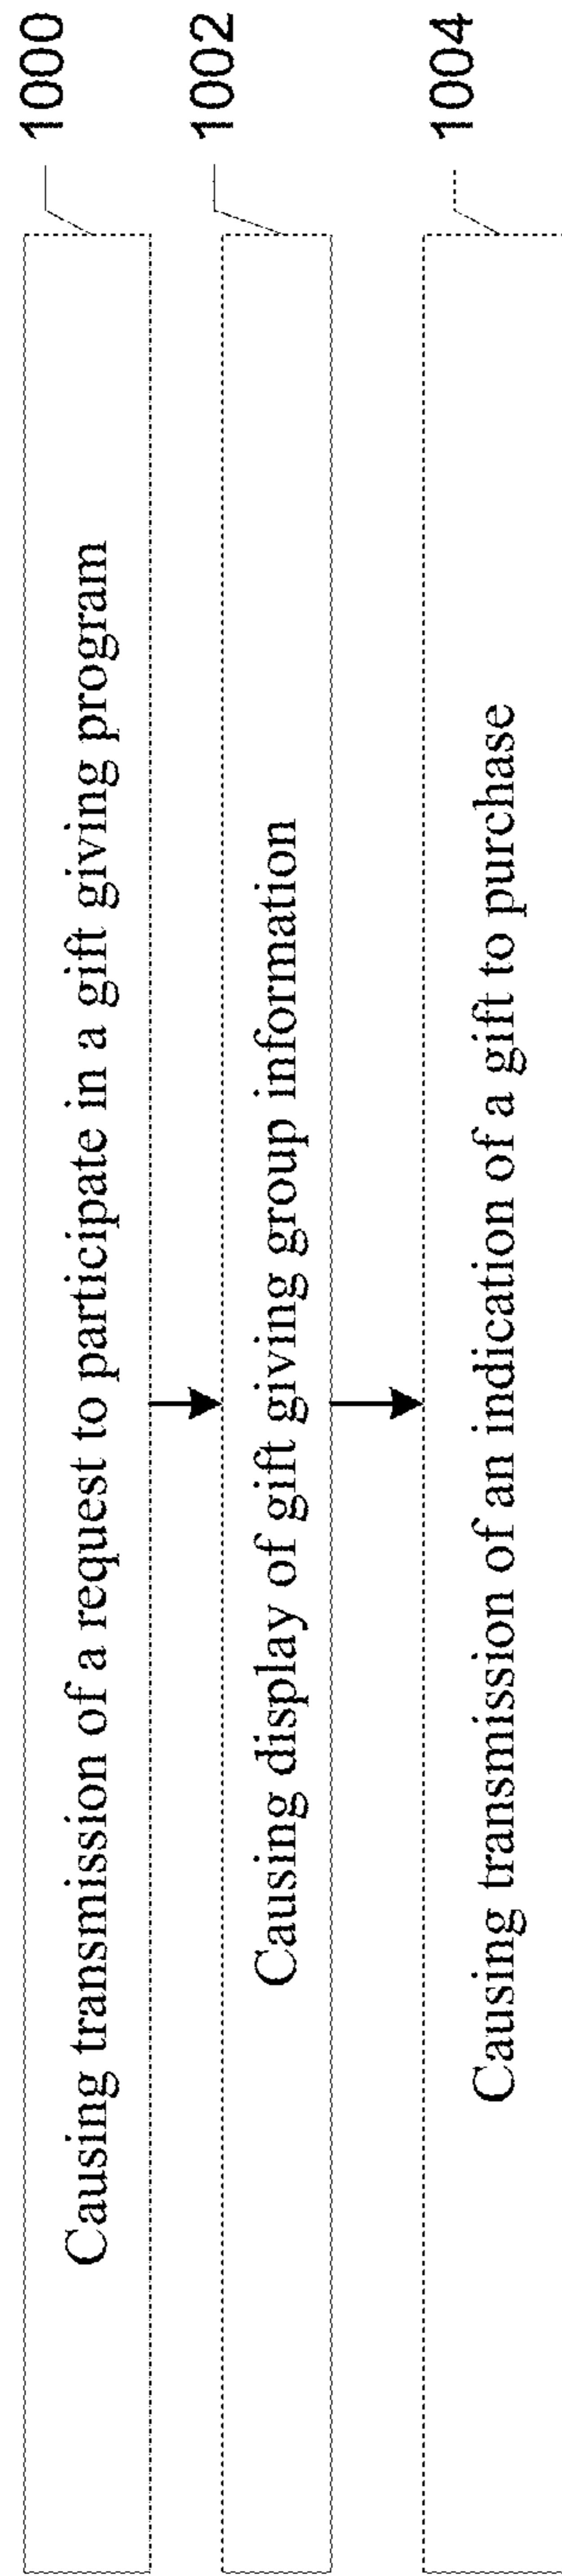 Causing transmission of a request to participate in a gift giving program
1000
Causing display of gift giving group information
1002
Causing transmission of an indication of a gift to purchase
1004